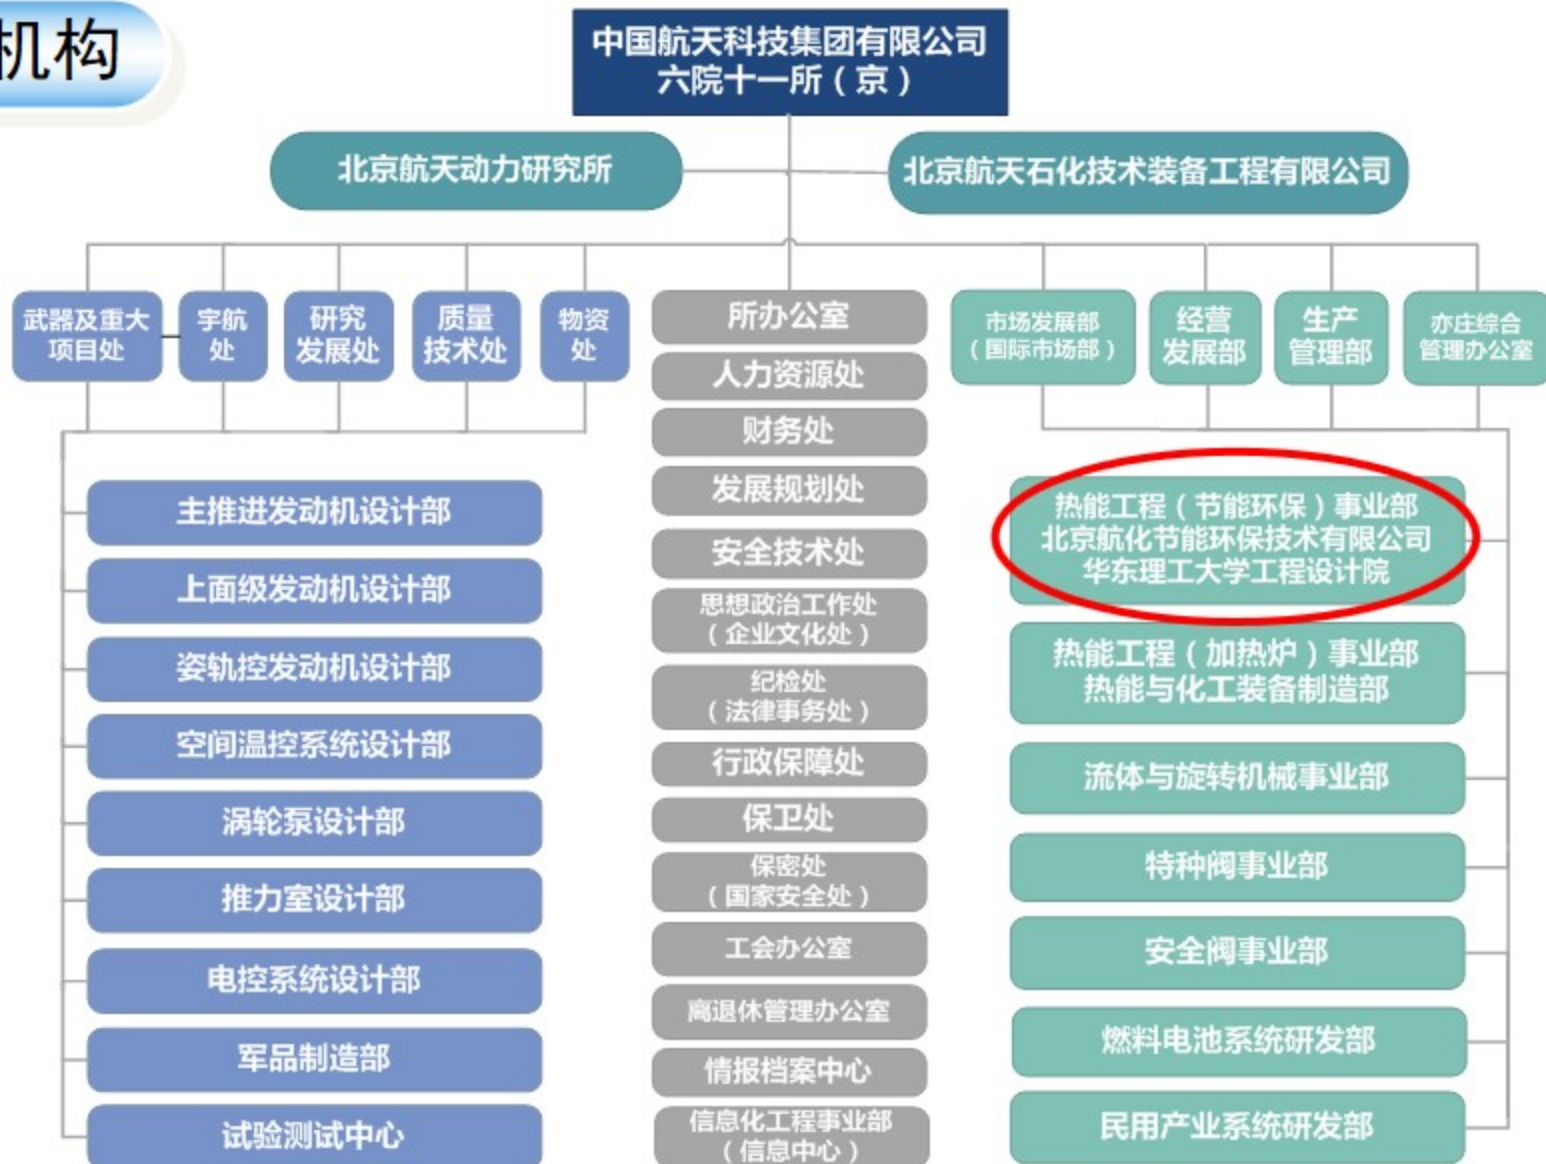 机构
中国航天科技集团有限公司
六院十一所（京）
北京航天动力研究所
北京航天石化技术装备工程有限公司
武器及重大
项目处
宇航
处
研究
发展处
质量
技术处
物资
处
市场发展部
（国际市场部）
经营
发展部
生产
管理部
亦庄综合
管理办公室
主推进发动机设计部
上面级发动机设计部
姿轨控发动机设计部
空间温控系统设计部
涡轮泵设计部
推力室设计部
电控系统设计部
军品制造部
试验测试中心
所办公室
人力资源处
财务处
发展规划处
安全技术处
思想政治工作处
（企业文化处）
纪检处
（法律事务处）
行政保障处
保卫处
保密处
（国家安全处）
工会办公室
离退休管理办公室
情报档案中心
信息化工程事业部
（信息中心）
热能工程（节能环保）事业部
北京航化节能环保技术有限公司
华东理工大学工程设计院
热能工程（加热炉）事业部
热能与化工装备制造部
流体与旋转机械事业部
特种阀事业部
安全阀事业部
燃料电池系统研发部
民用产业系统研发部